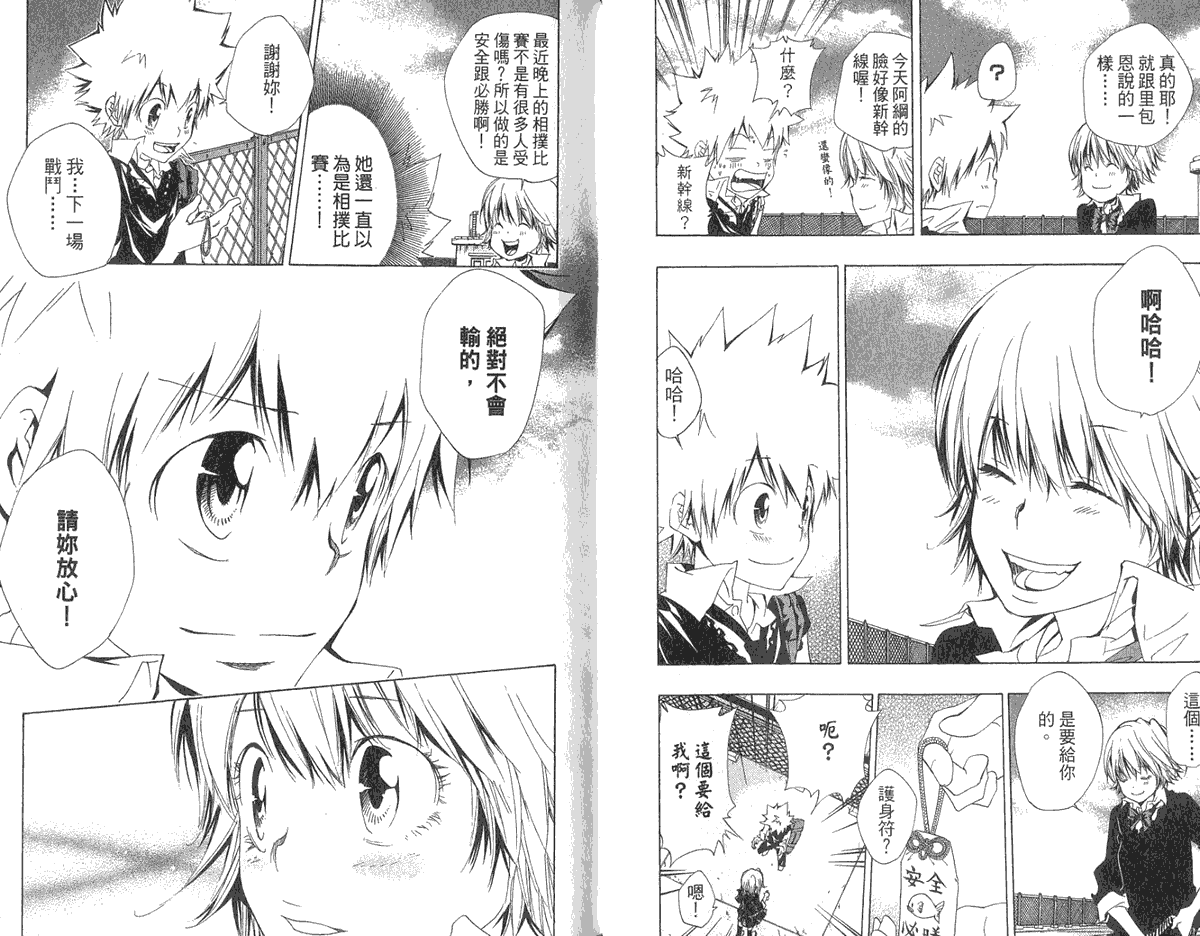 真的耶！
就跟里包
恩說的一
樣……
？
今天阿綱的
臉好像新幹
線喔！
還蠻像的！
什麼？
新幹線？
啊哈哈！
哈哈！
這個……
是要給你
的。
護身符？
安全
必勝
呃？
這個要給
我啊？
嗯！
最近晚上的相撲比
賽不是有很多人受
傷嗎？所以做的是
安全跟必勝啊！
她還一直以
為是相撲比
賽……！
謝謝妳！
我…下一場
戰鬥……
絕對不會
輸的，
請妳放心！